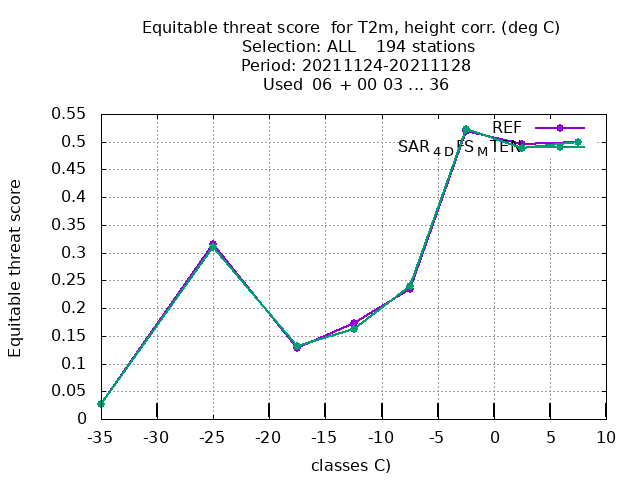 Equitable threat score  for T2m, height corr. (deg C)
Selection: ALL    194 stations
Period: 20211124-20211128
Used  06 + 00 03 ... 36
REF
SAR4DFSMTEN
Equitable threat score
0.55
0.5
0.45
0.4
0.35
0.3
0.25
0.2
0.15
0.1
0.05
0
-35 -30 -25 -20 -15 -10 -5 0 5 10
classes C)